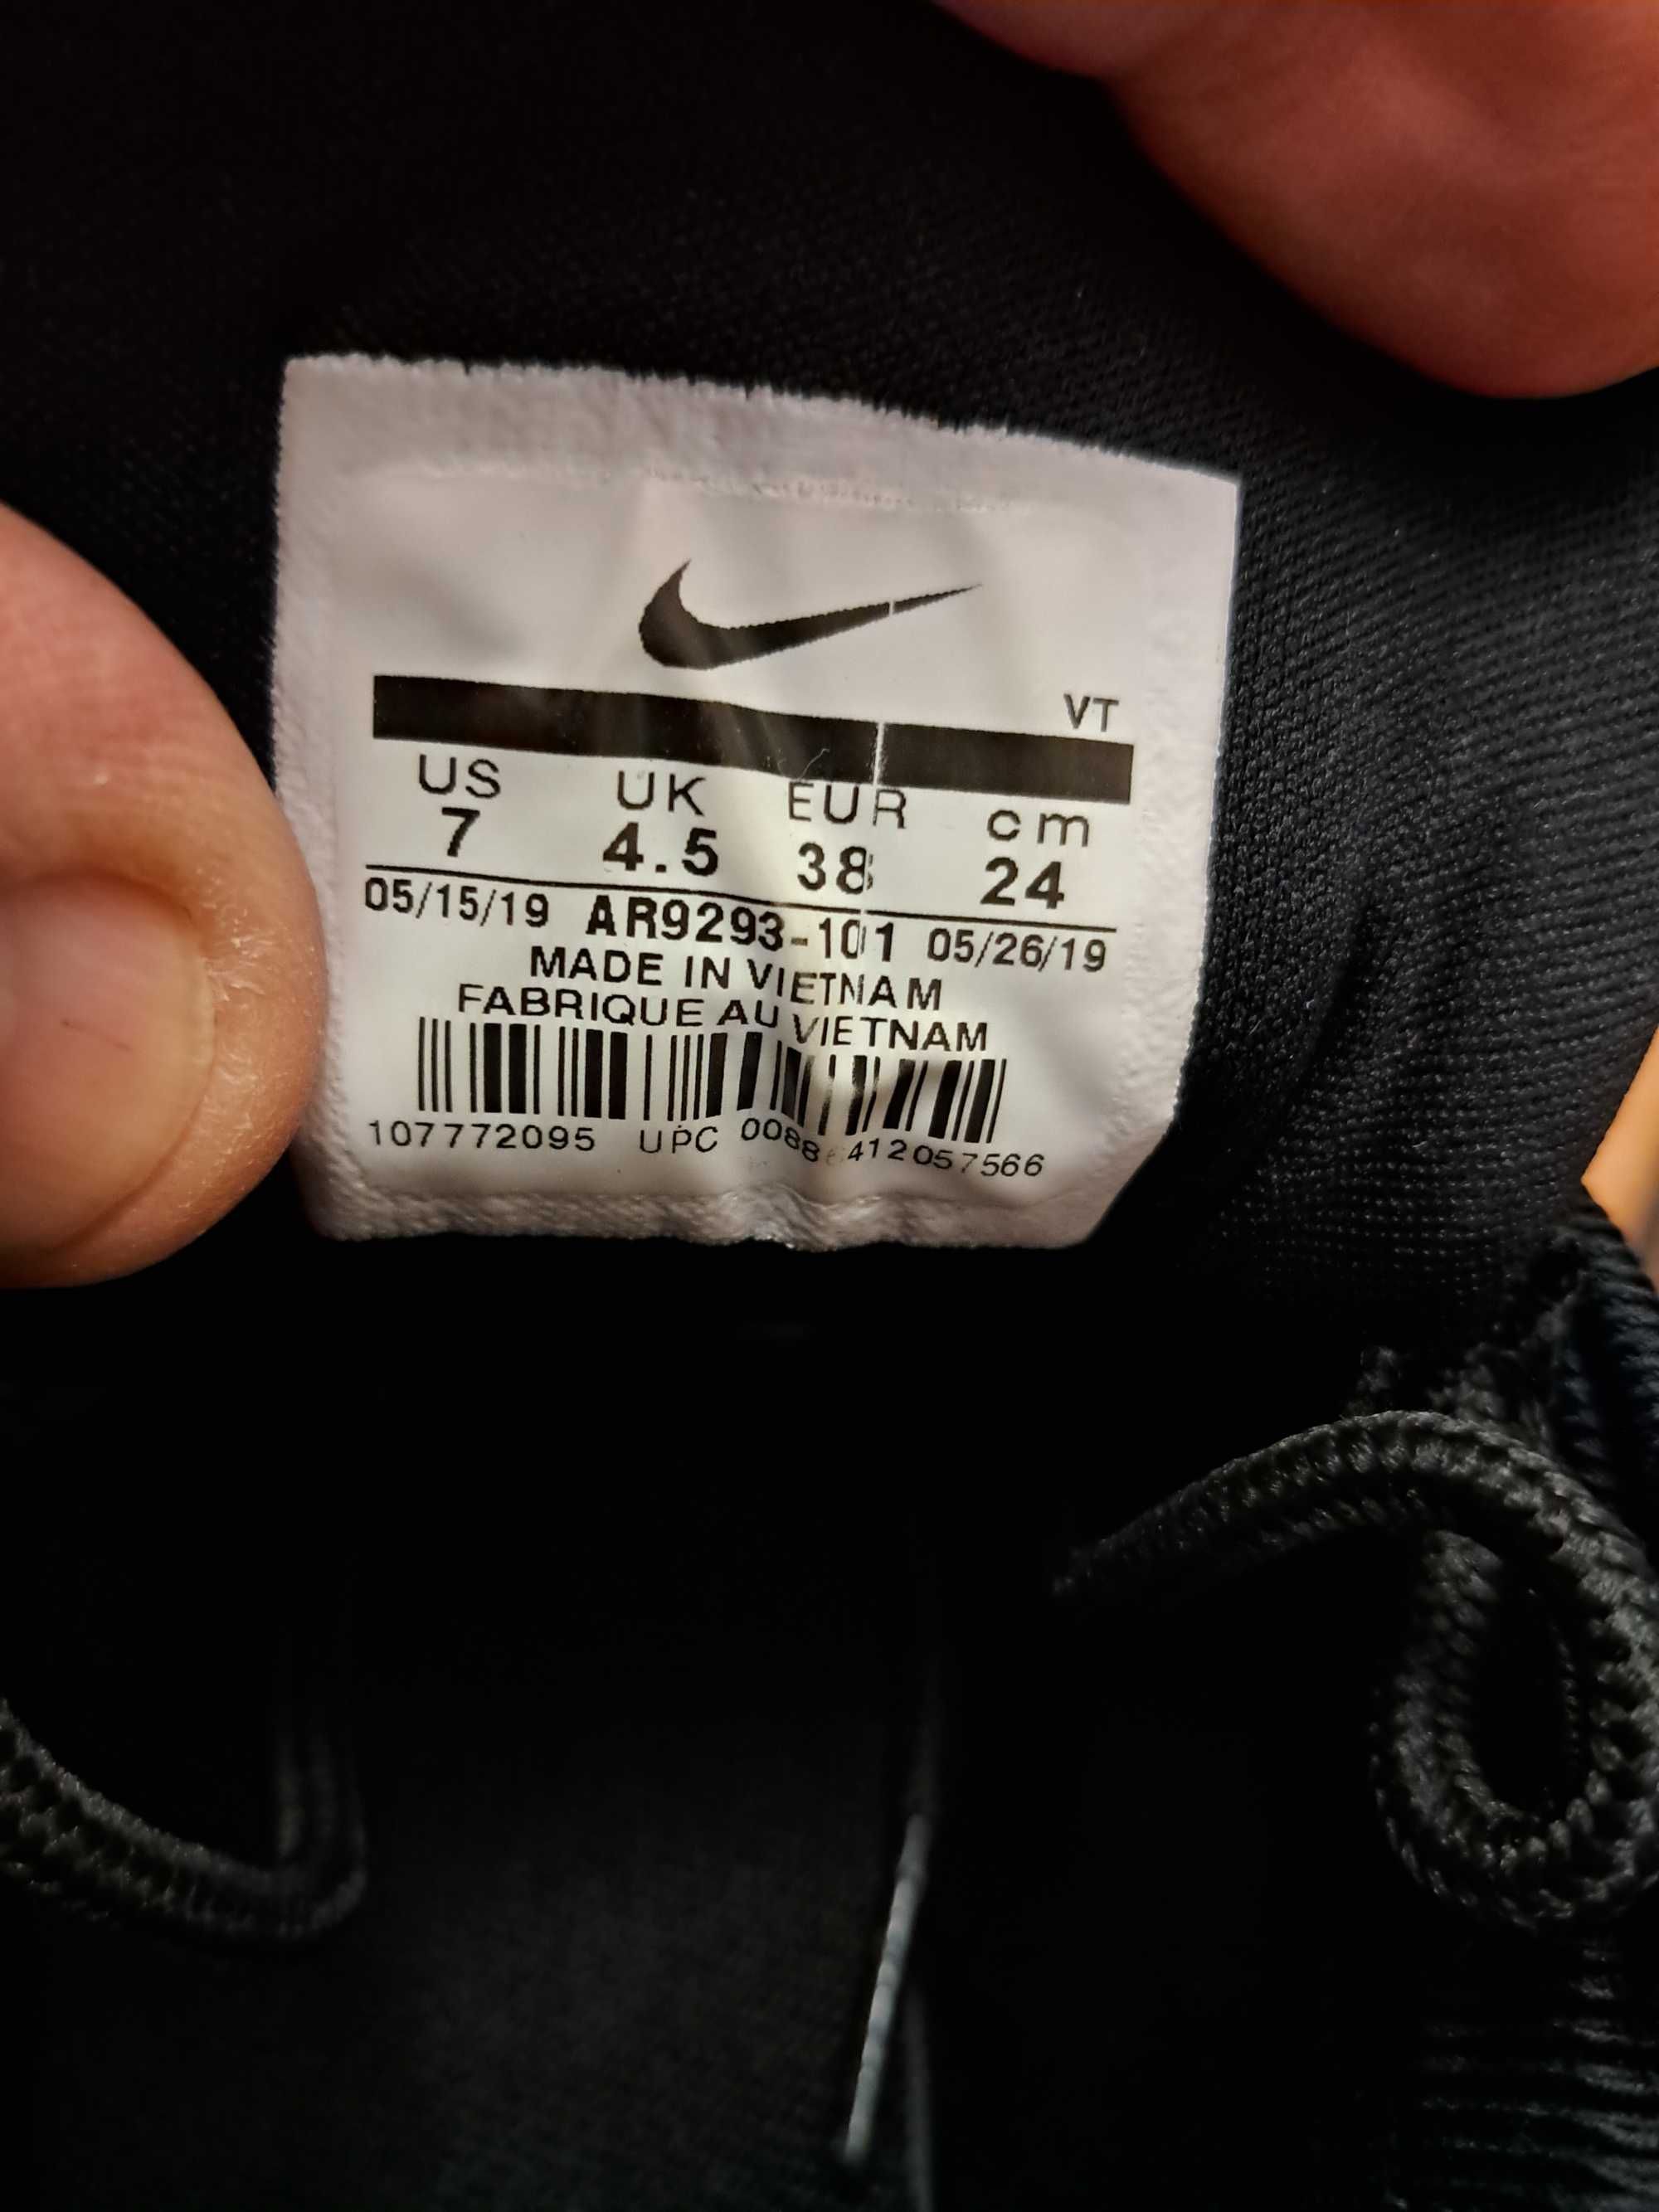 VT
US UK EUR cm
7 4.5 38 24
05/15/19 AR9293-101 05/26/19
MADE IN VIETNAM
FABRIQUE AU VIETNAM
107772095 UPC